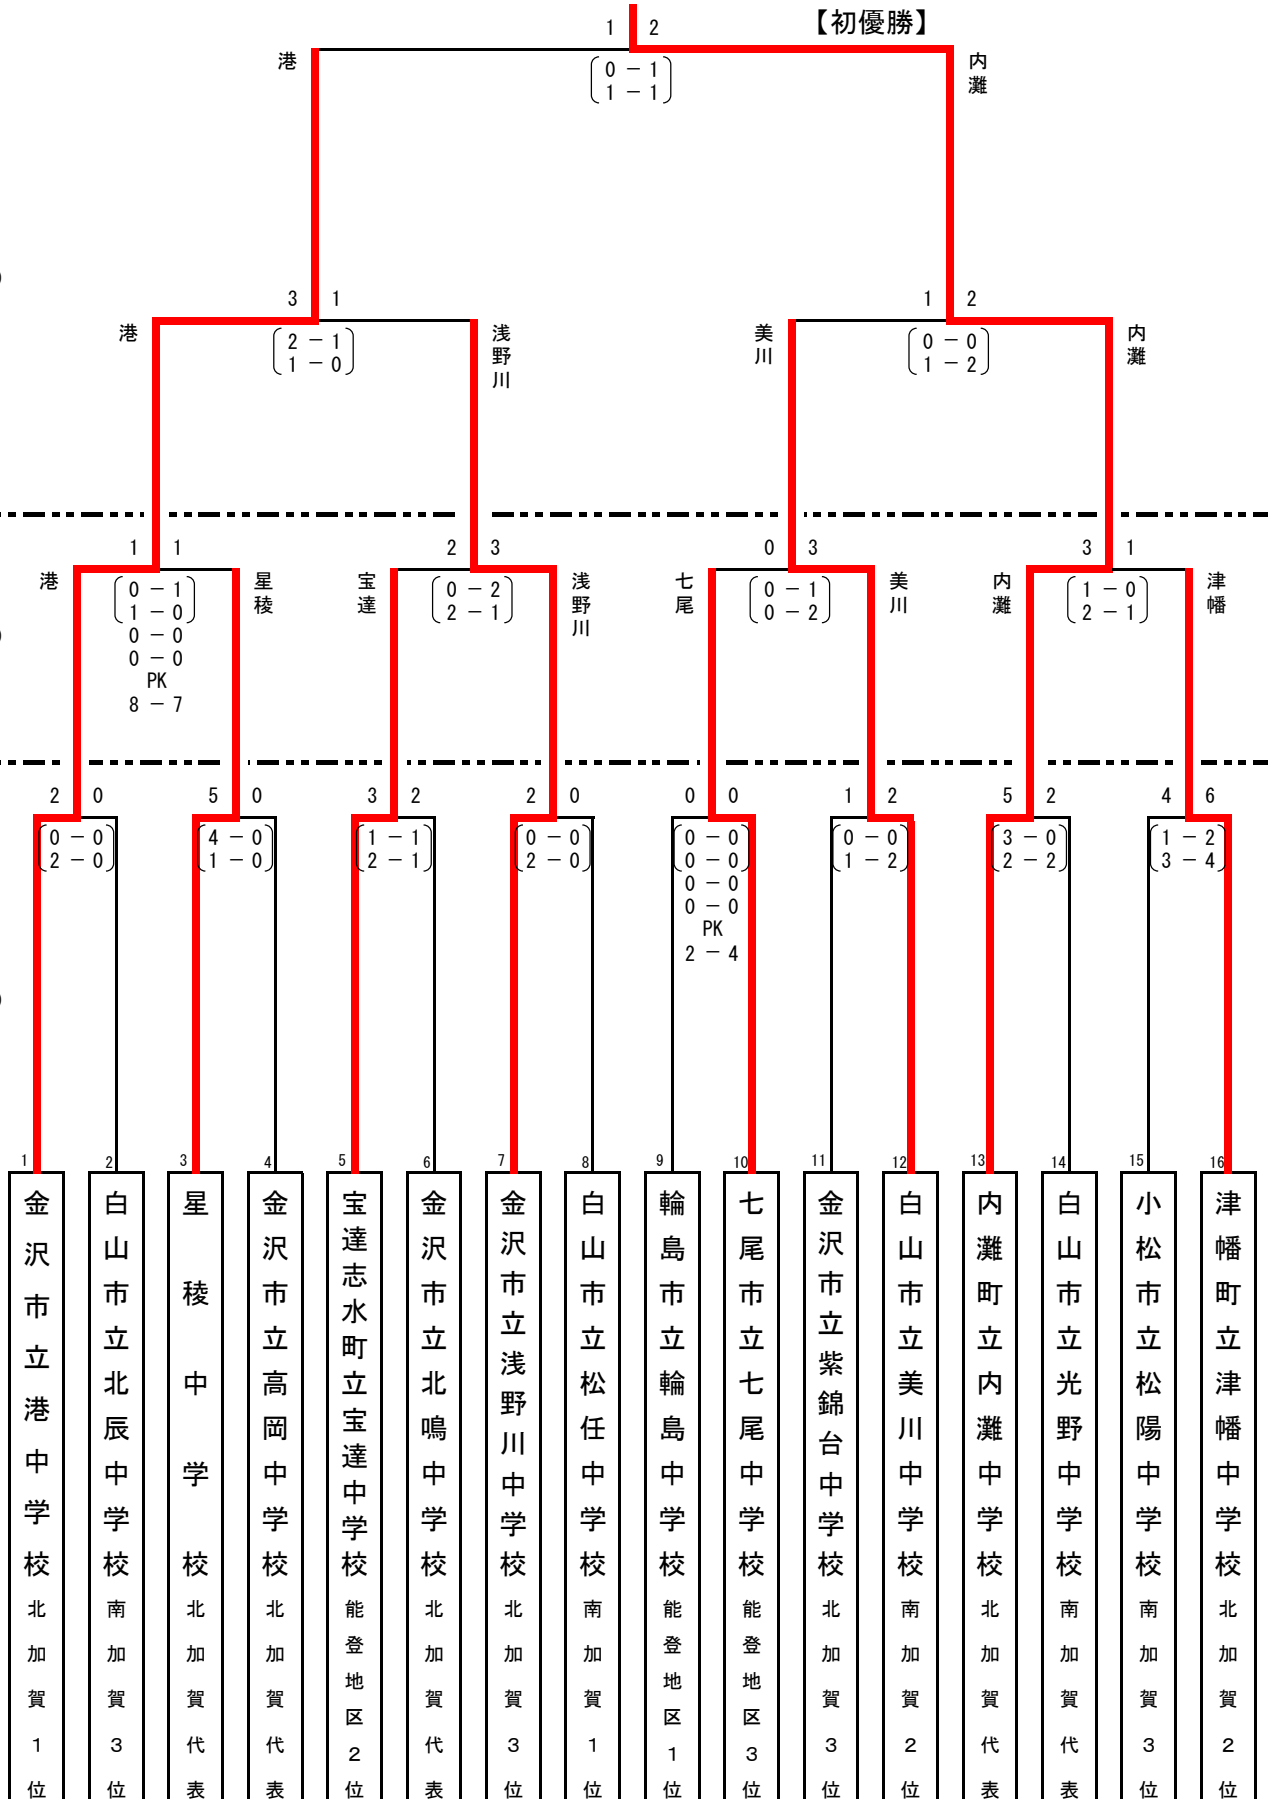 【初優勝】
1 2
港
内灘
0 － 1
1 － 1
3 1
1 2
港
浅野川
美川
内灘
2 － 1
1 － 0
0 － 0
1 － 2
1 1
2 3
0 3
3 1
港
星稜
宝達
浅野川
七尾
美川
内灘
津幡
0 － 1
1 － 0
0 － 0
0 － 0
PK
8 － 7
0 － 2
2 － 1
0 － 1
0 － 2
1 － 0
2 － 1
2 0
5 0
3 2
2 0
0 0
1 2
5 2
4 6
0 － 0
2 － 0
4 － 0
1 － 0
1 － 1
2 － 1
0 － 0
2 － 0
0 － 0
0 － 0
0 － 0
0 － 0
PK
2 － 4
0 － 0
1 － 2
3 － 0
2 － 2
1 － 2
3 － 4
1
金沢市立港中学校 北加賀1位
2
白山市立北辰中学校 南加賀3位
3
星稜中学校 北加賀代表
4
金沢市立高岡中学校 北加賀代表
5
宝達志水町立宝達中学校 能登地区2位
6
金沢市立北鳴中学校 北加賀代表
7
金沢市立浅野川中学校 北加賀3位
8
白山市立松任中学校 南加賀1位
9
輪島市立輪島中学校 能登地区1位
10
七尾市立七尾中学校 能登地区3位
11
金沢市立紫錦台中学校 北加賀3位
12
白山市立美川中学校 南加賀2位
13
内灘町立内灘中学校 北加賀代表
14
白山市立光野中学校 南加賀代表
15
小松市立松陽中学校 南加賀3位
16
津幡町立津幡中学校 北加賀2位